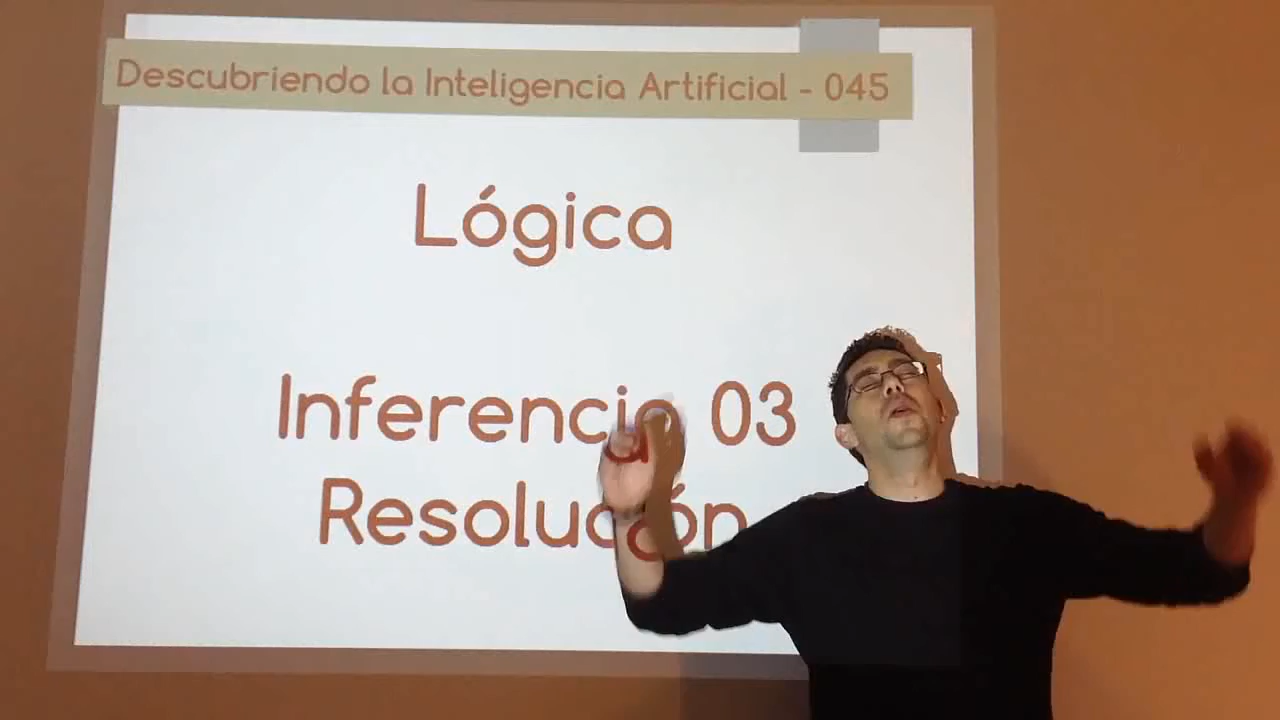 Descubriendo la Inteligencia Artificial - 045
Lógica
Inferencia 03
Resolución